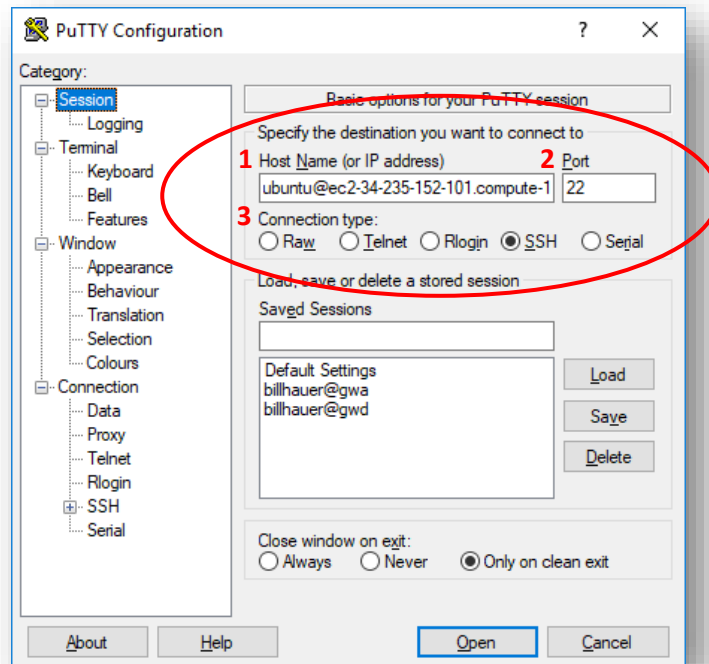 PuTTY Configuration ? ×
Category:
Session
Logging
Terminal
Keyboard
Bell
Features
Window
Appearance
Behaviour
Translation
Selection
Colours
Connection
Data
Proxy
Telnet
Rlogin
SSH
Serial
Basic options for your PuTTY session
Specify the destination you want to connect to
1 Host Name (or IP address) 2 Port
ubuntu@ec2-34-235-152-101.compute-1 22
3 Connection type:
Raw Telnet Rlogin SSH Serial
Load, save or delete a stored session
Saved Sessions
Default Settings
billhauer@gwa
billhauer@gwd
Load
Save
Delete
Close window on exit:
Always Never Only on clean exit
About Help Open Cancel